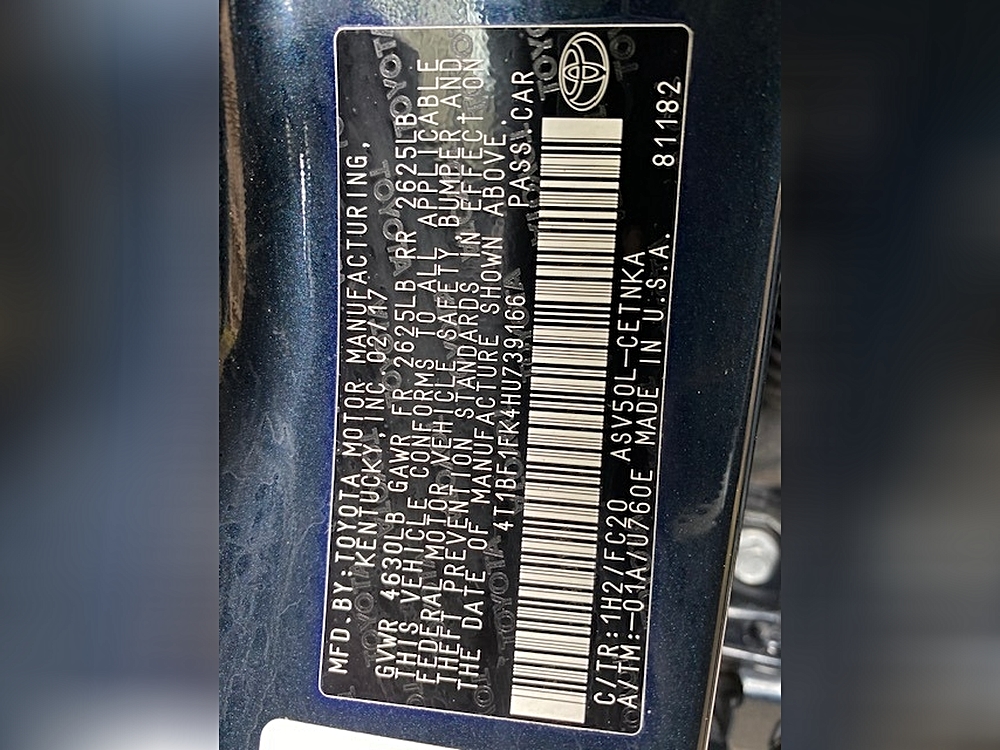 MFD.BY:TOYOTA MOTOR MANUFACTURING,
KENTUCKY,INC 02/17
GVWR 4630LB GAWR FR 2625LB RR 2625LB
THIS VEHICLE CONFORMS TO ALL APPLICABLE
FEDERAL MOTOR VEHICLE SAFETY, BUMPER AND
THEFT PREVENTION STANDARDS IN EFFECT ON
THE DATE OF MANUFACTURE SHOWN ABOVE.
4T1BF1FK4HU739166 PASS.CAR
C/TR:1H2/FC20 ASV50L-CETNKA
A/TM:-01A/U760E MADE IN U.S.A. 81182